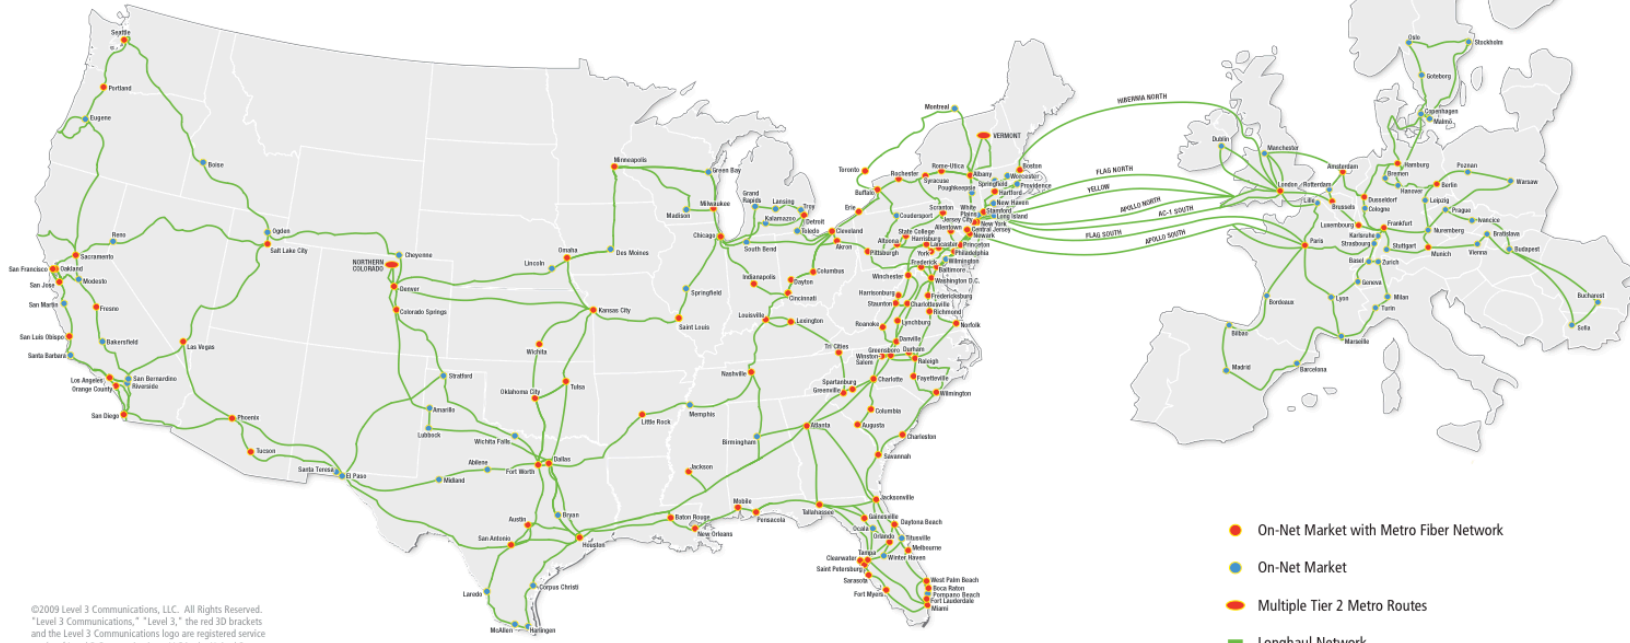 Seattle
Portland
Eugene
Boise
Reno
Ogden
Salt Lake City
Sacramento
San Francisco
Oakland
San Jose
Modesto
San Martin
Fresno
San Luis Obispo
Bakersfield
Santa Barbara
Las Vegas
Los Angeles
San Bernardino
Orange County
Riverside
San Diego
Phoenix
Tucson
Santa Teresa
El Paso
NORTHERN
COLORADO
Cheyenne
Denver
Colorado Springs
Stratford
Amarillo
Lubbock
Wichita Falls
Abilene
Midland
Fort Worth
Dallas
Bryan
Austin
San Antonio
Houston
Corpus Christi
Laredo
McAllen
Harlingen
Minneapolis
Green Bay
Madison
Milwaukee
Chicago
Des Moines
Omaha
Lincoln
Springfield
Kansas City
Saint Louis
Wichita
Oklahoma City
Tulsa
Little Rock
Memphis
Nashville
Birmingham
Jackson
Baton Rouge
New Orleans
Mobile
Pensacola
Tallahassee
Atlanta
Grand
Rapids
Lansing
Troy
Kalamazoo
Detroit
Toledo
South Bend
Cleveland
Akron
Indianapolis
Columbus
Dayton
Cincinnati
Louisville
Lexington
Tri Cities
Spartanburg
Greenville
Charlotte
Columbia
Augusta
Charleston
Savannah
Jacksonville
Gainesville
Daytona Beach
Ocala
Orlando
Titusville
Melbourne
Tampa
Clearwater
Winter Haven
Saint Petersburg
Sarasota
Fort Myers
West Palm Beach
Boca Raton
Pompano Beach
Fort Lauderdale
Miami
Montreal
VERMONT
Toronto
Buffalo
Rochester
Rome-Utica
Syracuse
Albany
Poughkeepsie
Boston
Worcester
Springfield
Providence
Hartford
New Haven
Stamford
Long Island
White
Plains
New York
Jersey City
Central Jersey
Newark
Erie
Coudersport
Scranton
Allentown
State College
Altoona
Harrisburg
Lancaster
Princeton
Philadelphia
Pittsburgh
York
Wilmington
Frederick
Baltimore
Winchester
Washington D.C.
Harrisonburg
Fredericksburg
Staunton
Charlottesville
Richmond
Roanoke
Lynchburg
Norfolk
Danville
Greensboro
Durham
Winston-
Salem
Raleigh
Fayetteville
Wilmington
HIBERNIA NORTH
FLAG NORTH
YELLOW
APOLLO NORTH
AC-1 SOUTH
FLAG SOUTH
APOLLO SOUTH
Oslo
Stockholm
Goteborg
Copenhagen
Malmö
Dublin
Manchester
London
Amsterdam
Rotterdam
Hamburg
Bremen
Hannover
Berlin
Poznan
Warsaw
Lille
Brussels
Dusseldorf
Cologne
Leipzig
Prague
Luxembourg
Frankfurt
Karlsruhe
Nuremberg
Ivancice
Bratislava
Strasbourg
Stuttgart
Munich
Vienna
Budapest
Paris
Basel
Zurich
Geneva
Lyon
Milan
Turin
Bordeaux
Bilbao
Marseille
Madrid
Barcelona
Bucharest
Sofia
On-Net Market with Metro Fiber Network
On-Net Market
Multiple Tier 2 Metro Routes
Longhaul Network
©2009 Level 3 Communications, LLC. All Rights Reserved.
"Level 3 Communications," "Level 3," the red 3D brackets
and the Level 3 Communications logo are registered service